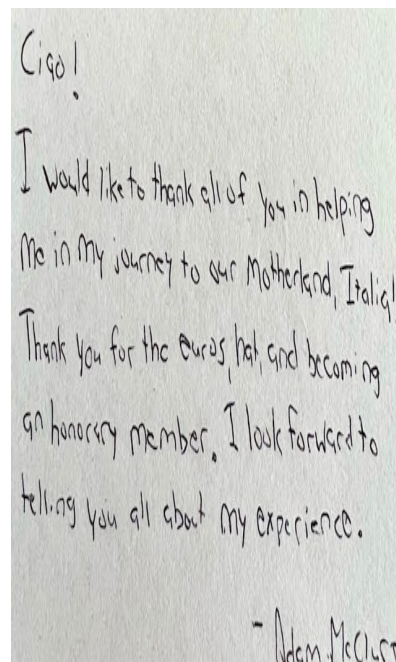 Ciao!
I would like to thank all of you in helping
me in my journey to our Motherland, Italia!
Thank you for the euros, hat, and becoming
an honorary member. I look forward to
telling you all about my experience.
- Adam